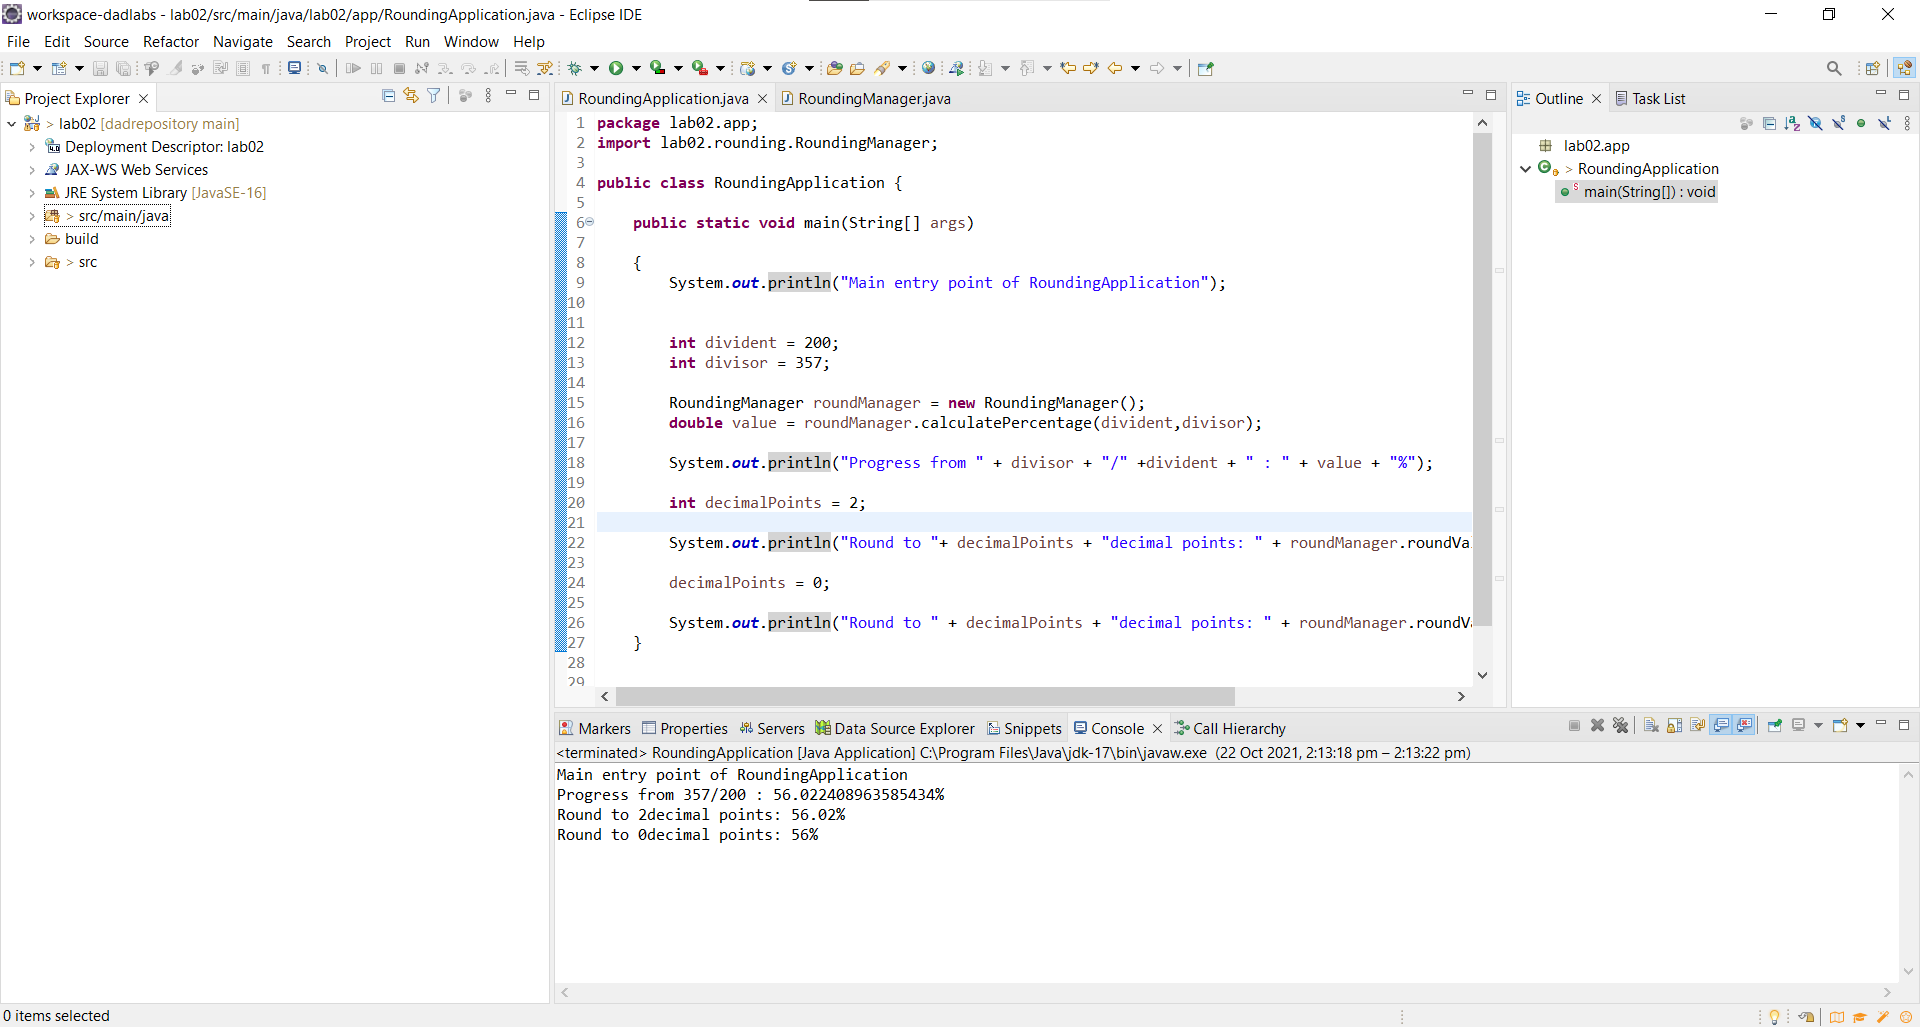 workspace-dadlabs - lab02/src/main/java/lab02/app/RoundingApplication.java - Eclipse IDE
File Edit Source Refactor Navigate Search Project Run Window Help
Project Explorer
> lab02 [dadrepository main]
Deployment Descriptor: lab02
JAX-WS Web Services
JRE System Library [JavaSE-16]
> src/main/java
build
> src
RoundingApplication.java RoundingManager.java
1 package lab02.app;
2 import lab02.rounding.RoundingManager;
3
4 public class RoundingApplication {
5
6 public static void main(String[] args)
7
8 {
9 System.out.println("Main entry point of RoundingApplication");
10
11
12 int divident = 200;
13 int divisor = 357;
14
15 RoundingManager roundManager = new RoundingManager();
16 double value = roundManager.calculatePercentage(divident,divisor);
17
18 System.out.println("Progress from " + divisor + "/" +divident + " : " + value + "%");
19
20 int decimalPoints = 2;
21
22 System.out.println("Round to "+ decimalPoints + "decimal points: " + roundManager.roundVa
23
24 decimalPoints = 0;
25
26 System.out.println("Round to " + decimalPoints + "decimal points: " + roundManager.roundV
27 }
28
29
Outline Task List
lab02.app
> RoundingApplication
main(String[]) : void
Markers Properties Servers Data Source Explorer Snippets Console Call Hierarchy
<terminated> RoundingApplication [Java Application] C:\Program Files\Java\jdk-17\bin\javaw.exe (22 Oct 2021, 2:13:18 pm – 2:13:22 pm)
Main entry point of RoundingApplication
Progress from 357/200 : 56.022408963585434%
Round to 2decimal points: 56.02%
Round to 0decimal points: 56%
0 items selected